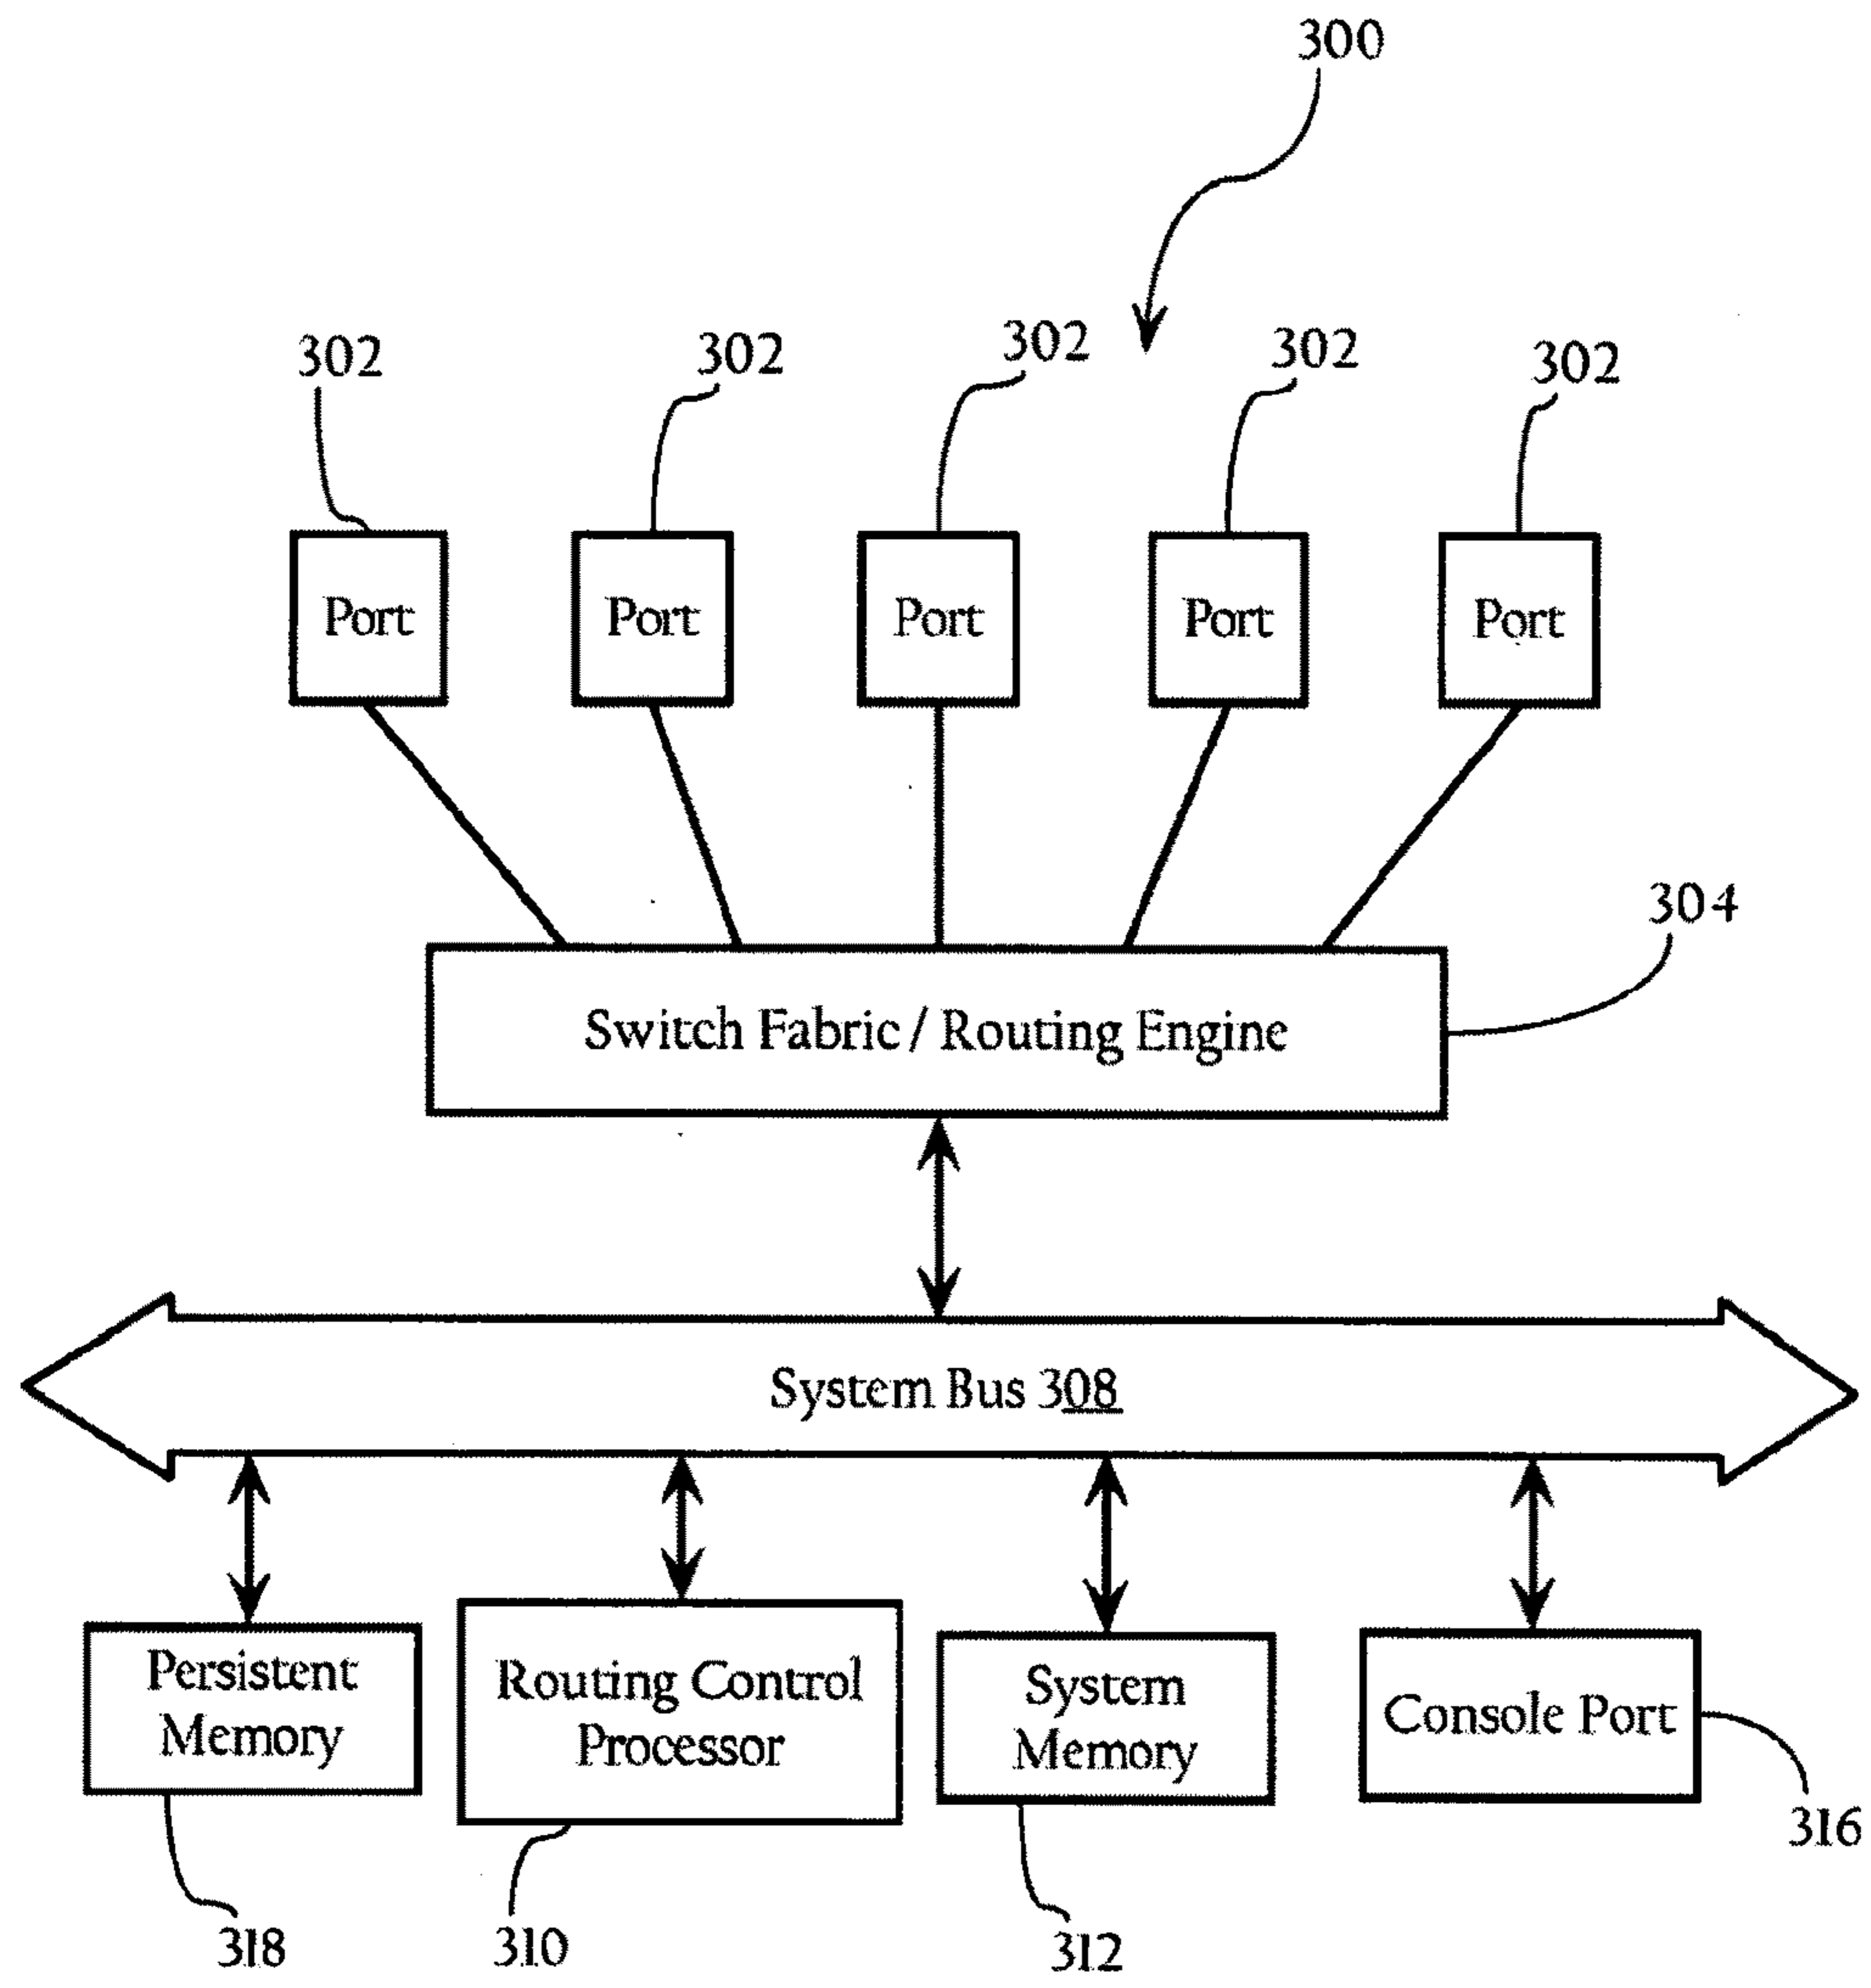 300
302
302
302
302
302
Port
Port
Port
Port
Port
304
Switch Fabric / Routing Engine
System Bus 308
Persistent
Memory
Routing Control
Processor
System
Memory
Console Port
316
318
310
312